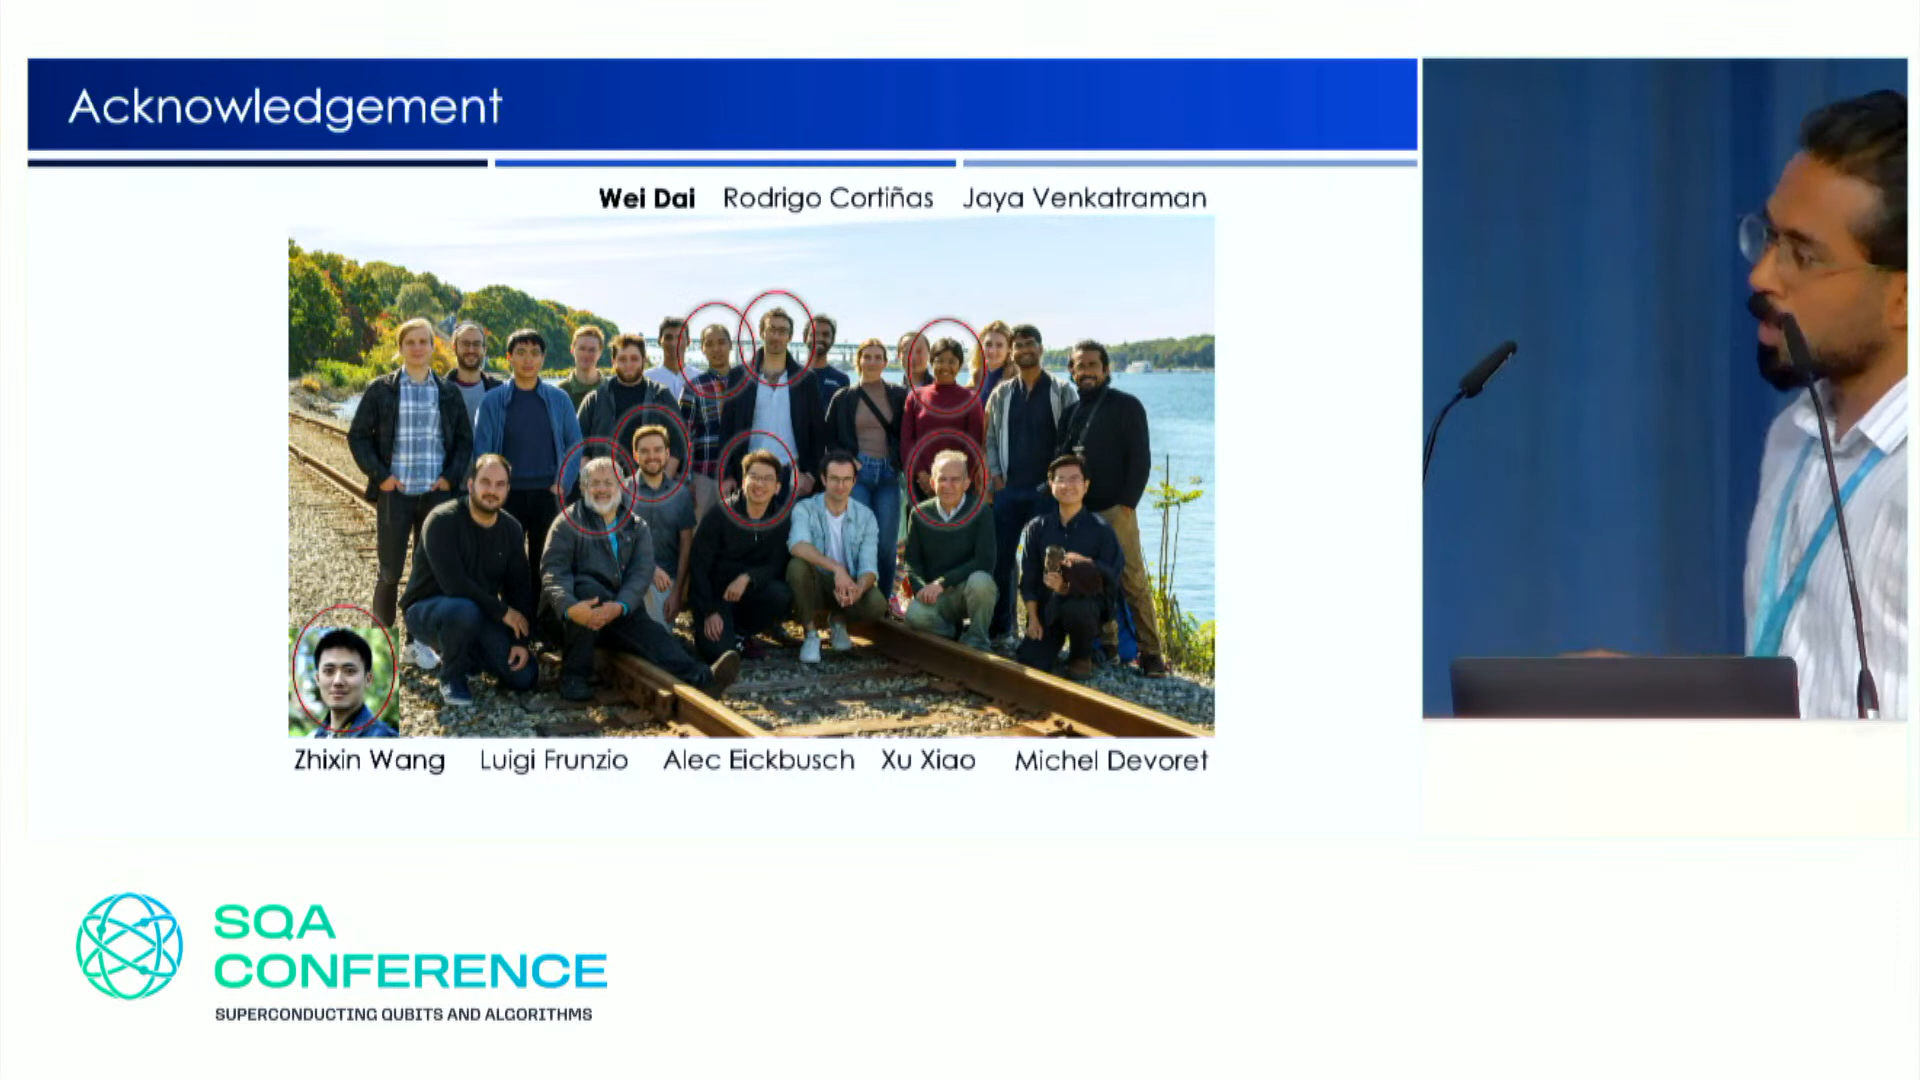 Acknowledgement
Wei Dai Rodrigo Cortiñas Jaya Venkatraman
Zhixin Wang Luigi Frunzio Alec Eickbusch Xu Xiao Michel Devoret
SQA
CONFERENCE
SUPERCONDUCTING QUBITS AND ALGORITHMS